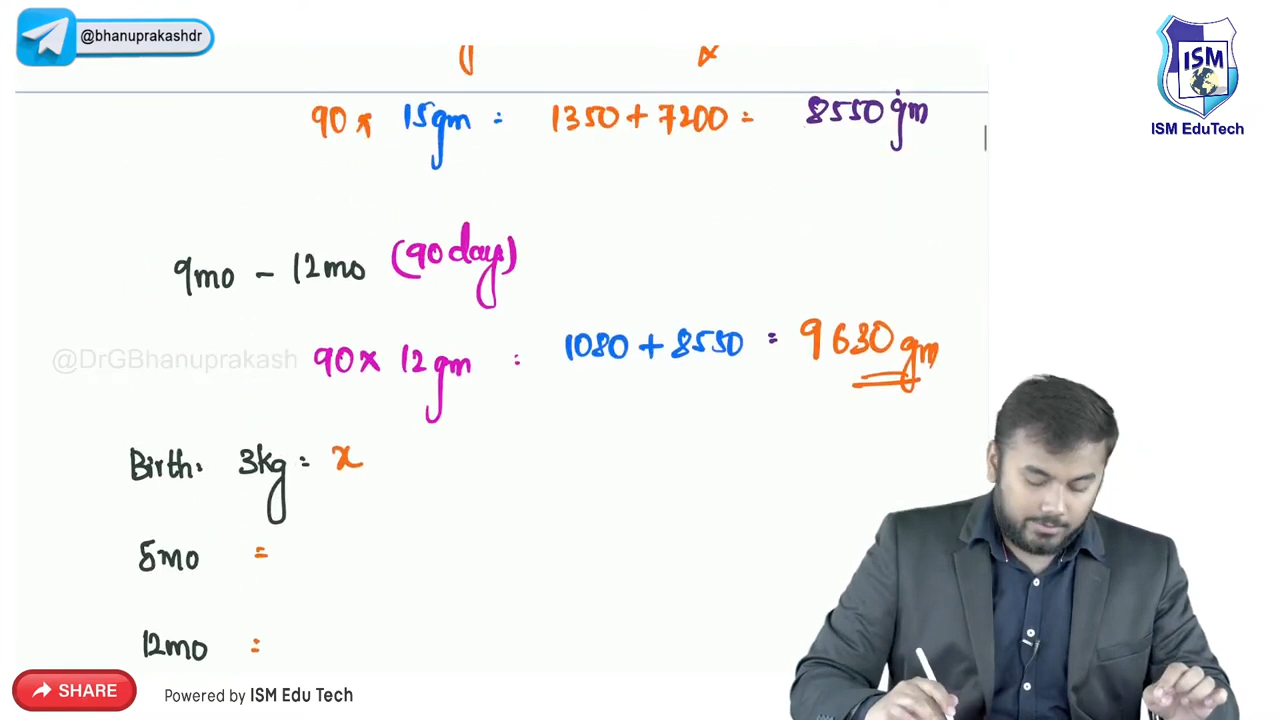 @bhanuprakashdr
ISM
ISM EduTech
90 x 15gm = 1350 + 7200 = 8550 gm
9mo - 12mo (90 days)
@DrGBhanuprakash
90 x 12 gm = 1080 + 8550 = 9630 gm
Birth: 3kg = x
5mo =
12mo =
SHARE
Powered by ISM Edu Tech